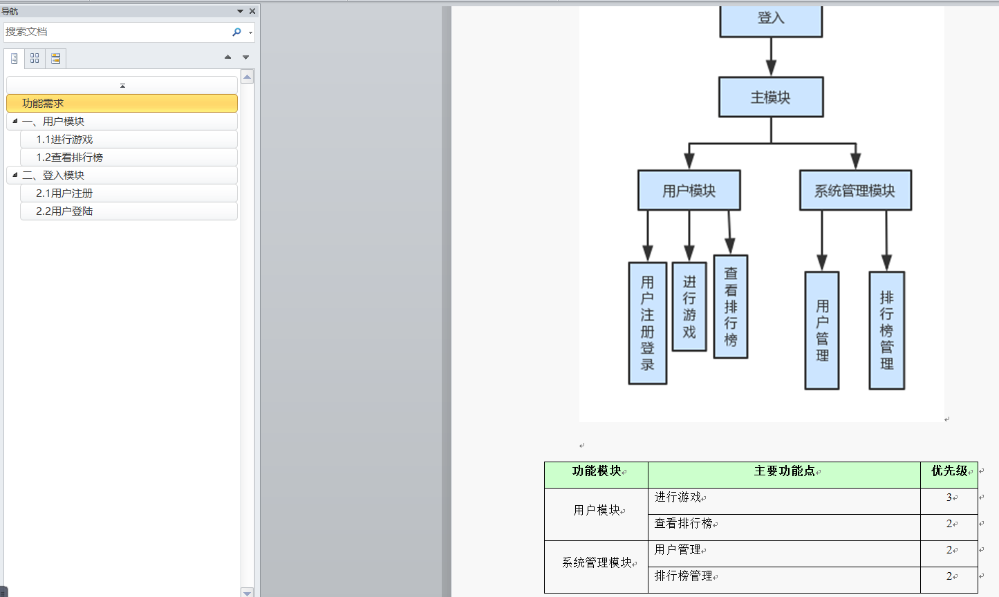 导航
搜索文档
功能需求
一、用户模块
1.1进行游戏
1.2查看排行榜
二、登入模块
2.1用户注册
2.2用户登陆
登入
主模块
用户模块
系统管理模块
用户注册登录
进行游戏
查看排行榜
用户管理
排行榜管理
功能模块 主要功能点 优先级
用户模块 进行游戏 3
查看排行榜 2
系统管理模块 用户管理 2
排行榜管理 2